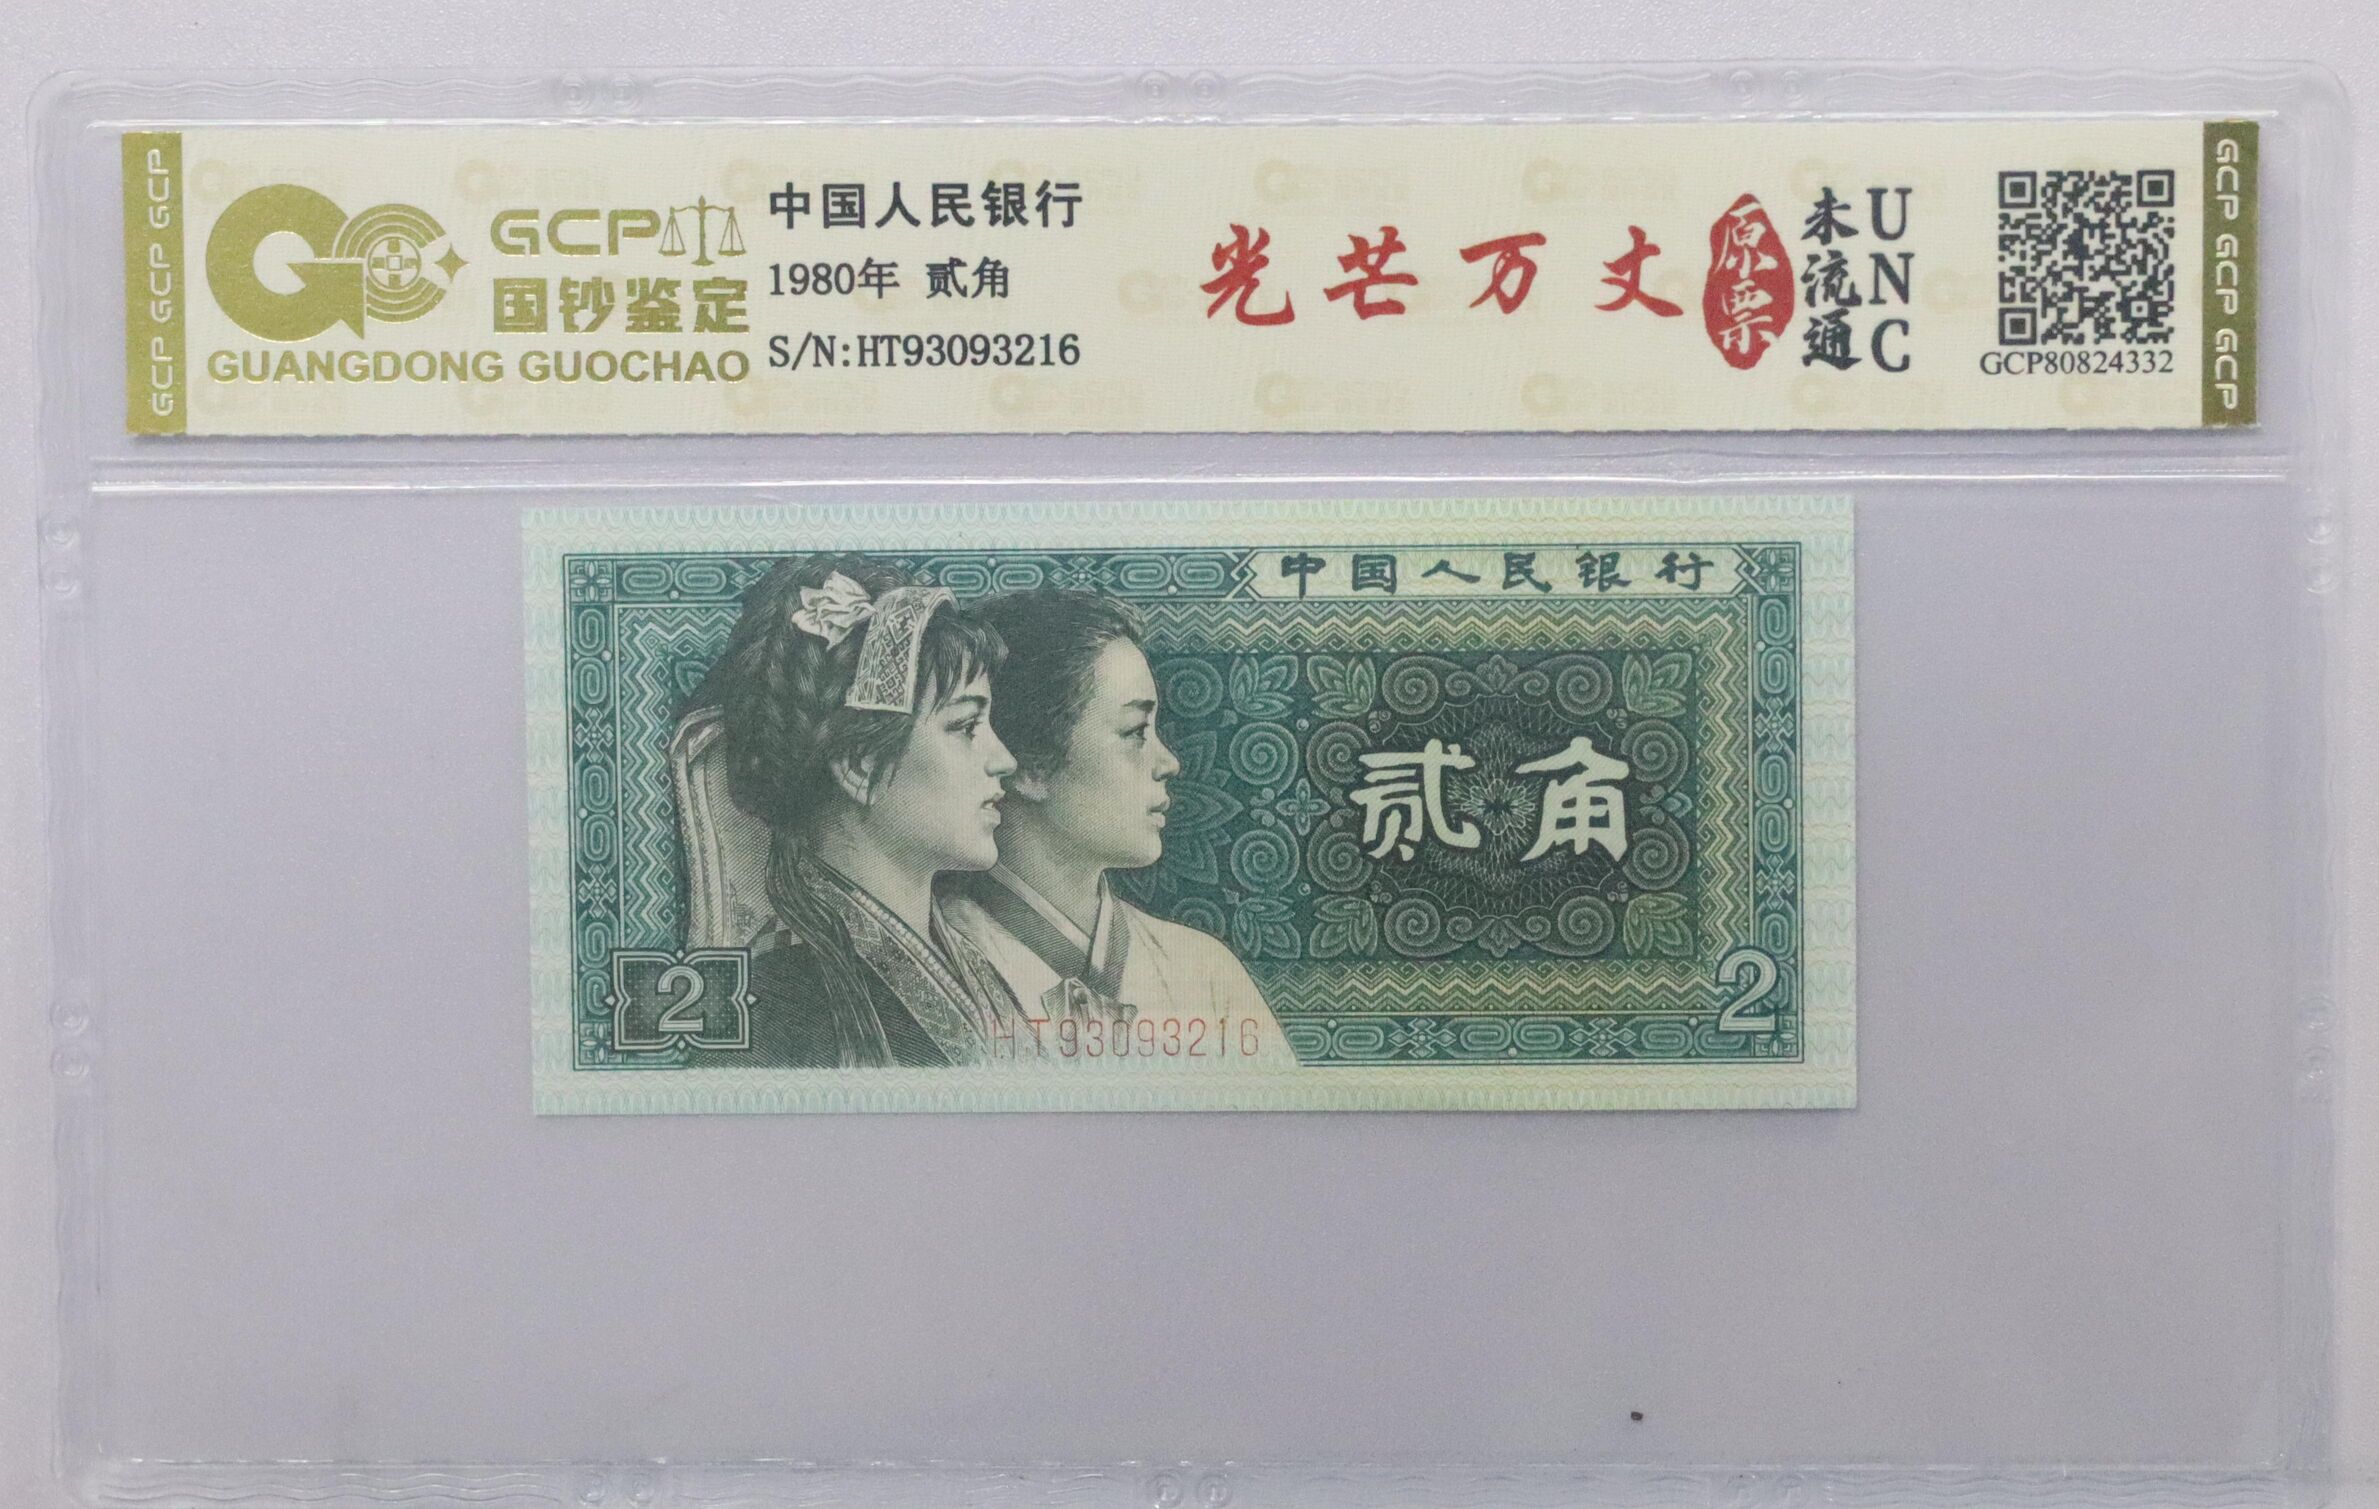 GCP GCP GCP
GCP
国钞鉴定
GUANGDONG GUOCHAO
中国人民银行
1980年 贰角
S/N:HT93093216
光芒万丈
原票
未流通
UNC
GCP80824332
GCP GCP GCP
中国人民银行
贰角
2
2
HT93093216